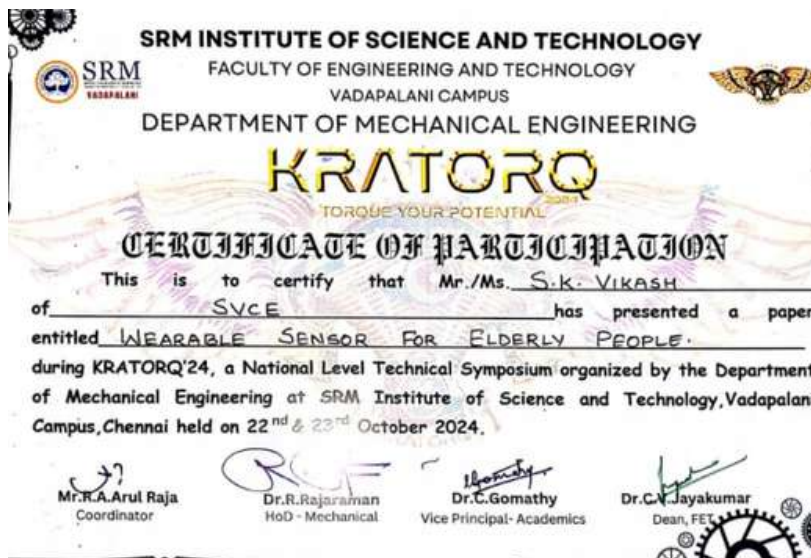 SRM INSTITUTE OF SCIENCE AND TECHNOLOGY
SRM
VADAPALANI
FACULTY OF ENGINEERING AND TECHNOLOGY
VADAPALANI CAMPUS
DEPARTMENT OF MECHANICAL ENGINEERING
KRATORQ
2024
TORQUE YOUR POTENTIAL
CERTIFICATE OF PARTICIPATION
This is to certify that Mr./Ms. S.K. VIKASH
of SVCE has presented a paper
entitled WEARABLE SENSOR FOR ELDERLY PEOPLE.
during KRATORQ'24, a National Level Technical Symposium organized by the Department
of Mechanical Engineering at SRM Institute of Science and Technology,Vadapalani
Campus,Chennai held on 22nd & 23rd October 2024.
Mr.R.A.Arul Raja Dr.R.Rajaraman Dr.C.Gomathy Dr.C.V.Jayakumar
Coordinator HoD - Mechanical Vice Principal- Academics Dean, FET